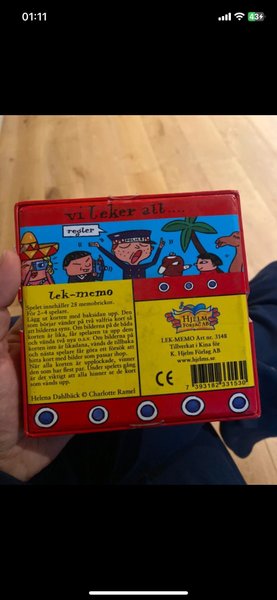 01:11
43
vi leker att....
regler
lek-memo
Spelet innehåller 28 memobrickor.
För 2-4 spelare.
Lägg ut korten med baksidan upp. Den
som börjar vänder på två valfria kort så
att bilderna syns. Om bilderna på de båda
korten är lika, får spelaren ta upp dem
och vända två nya o.s.v. Om bilderna på
korten inte är likadana, vänds de tillbaka
och nästa spelare får göra ett försök att
hitta kort med bilder som passar ihop.
När alla korten är uppplockade, vinner
den som har flest par. Under spelets gång
är det viktigt att alla minns se de kort
som vänds upp.
Helena Dahlbäck © Charlotte Ramel
HJELMS
FÖRLAG AB
LEK-MEMO Art nr. 3148
Tillverkat i Kina för
K. Hjelm Förlag AB
www.hjelms.se
CE
7 393182 331530